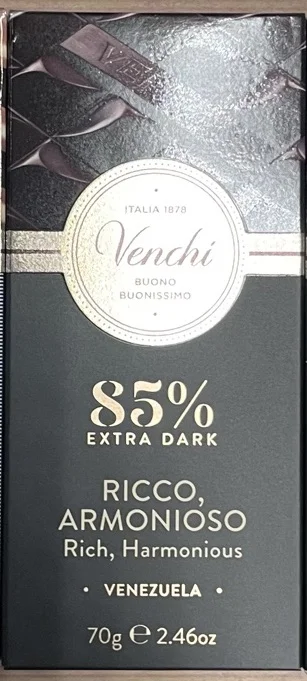 ITALIA 1878
Venchi
BUONO
BUONISSIMO
85%
EXTRA DARK
RICCO,
ARMONIOSO
Rich, Harmonious
• VENEZUELA •
70g ℮ 2.46oz